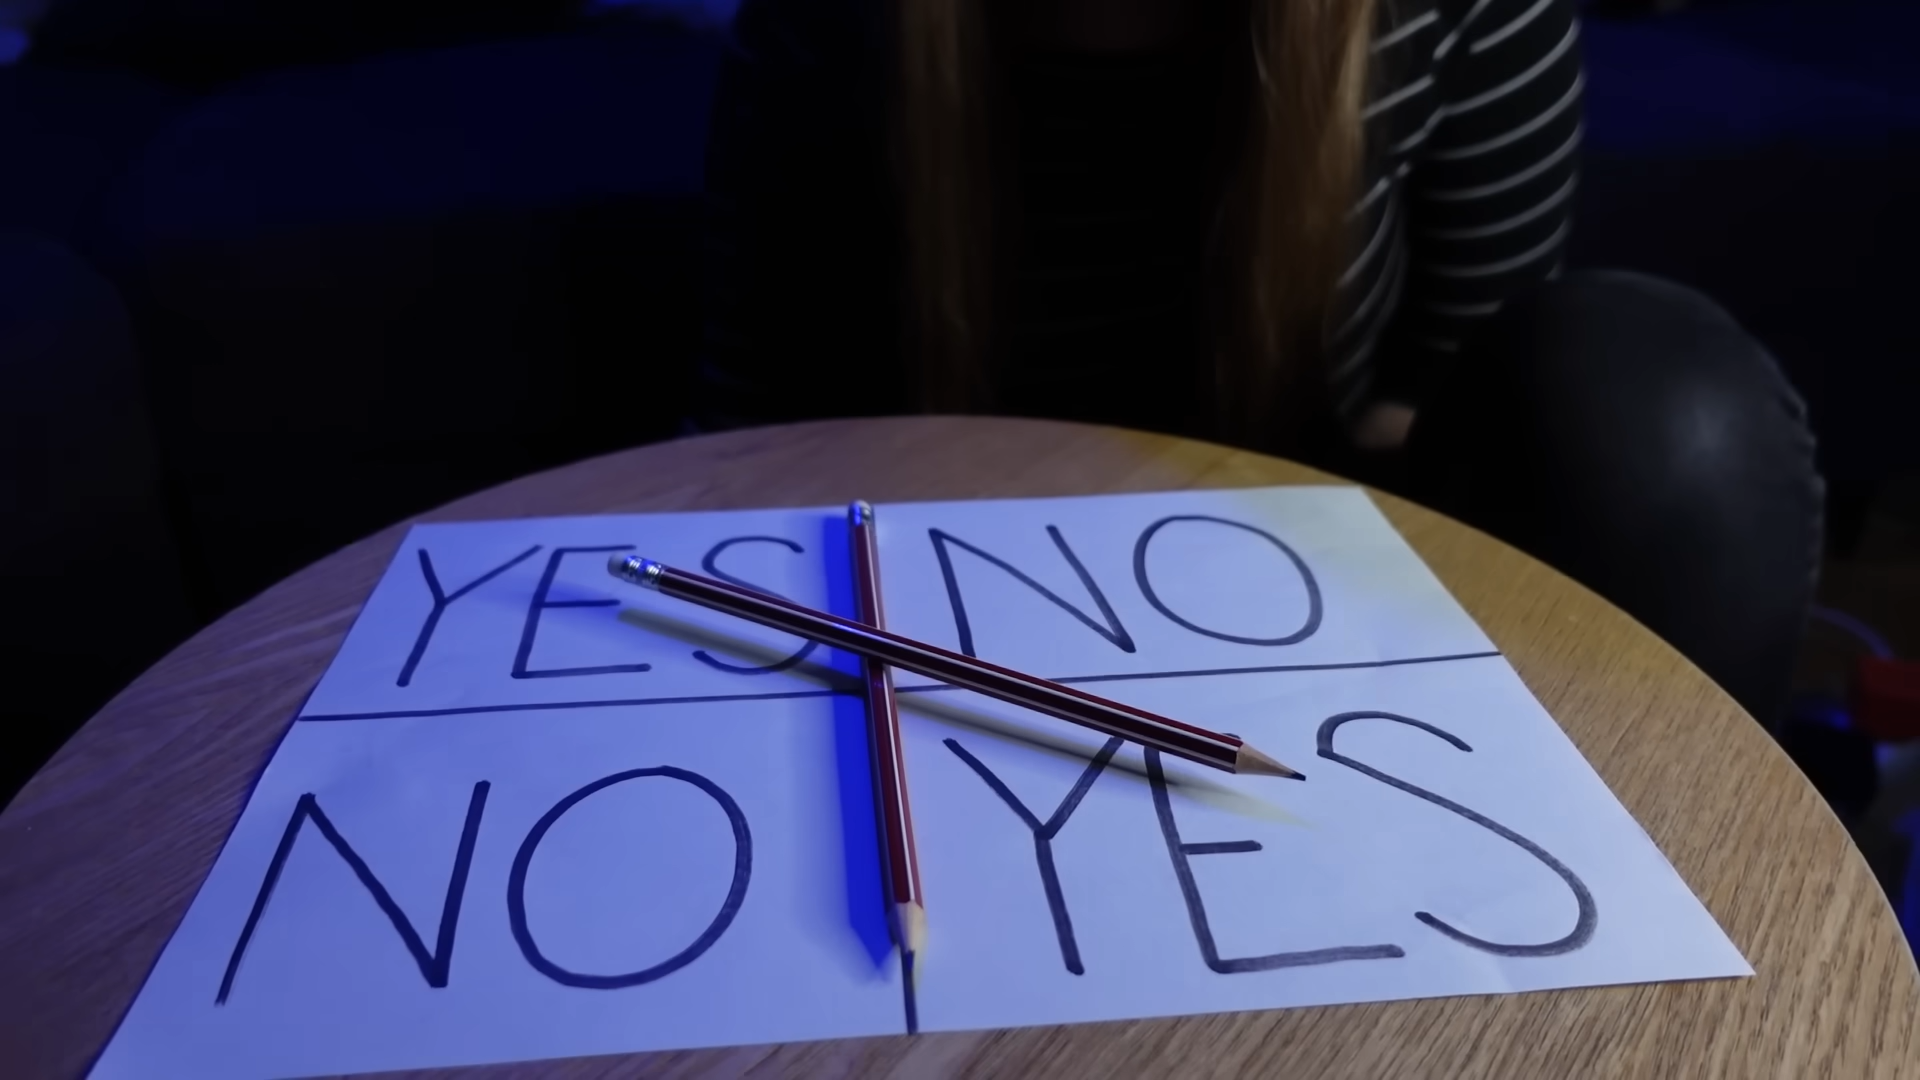 YES NO
NO YES